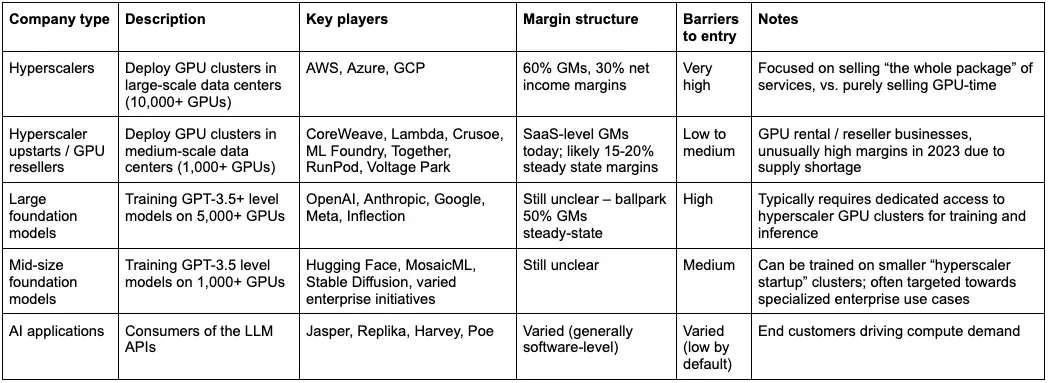 Company type
Description
Key players
Margin structure
Barriers
to entry
Notes
Hyperscalers
Deploy GPU clusters in
large-scale data centers
(10,000+ GPUs)
AWS, Azure, GCP
60% GMs, 30% net
income margins
Very
high
Focused on selling “the whole package” of
services, vs. purely selling GPU-time
Hyperscaler
upstarts / GPU
resellers
Deploy GPU clusters in
medium-scale data
centers (1,000+ GPUs)
CoreWeave, Lambda, Crusoe,
ML Foundry, Together,
RunPod, Voltage Park
SaaS-level GMs
today; likely 15-20%
steady state margins
Low to
medium
GPU rental / reseller businesses,
unusually high margins in 2023 due to
supply shortage
Large
foundation
models
Training GPT-3.5+ level
models on 5,000+ GPUs
OpenAI, Anthropic, Google,
Meta, Inflection
Still unclear – ballpark
50% GMs
steady-state
High
Typically requires dedicated access to
hyperscaler GPU clusters for training and
inference
Mid-size
foundation
models
Training GPT-3.5 level
models on 1,000+ GPUs
Hugging Face, MosaicML,
Stable Diffusion, varied
enterprise initiatives
Still unclear
Medium
Can be trained on smaller “hyperscaler
startup” clusters; often targeted towards
specialized enterprise use cases
AI applications
Consumers of the LLM
APIs
Jasper, Replika, Harvey, Poe
Varied (generally
software-level)
Varied
(low by
default)
End customers driving compute demand